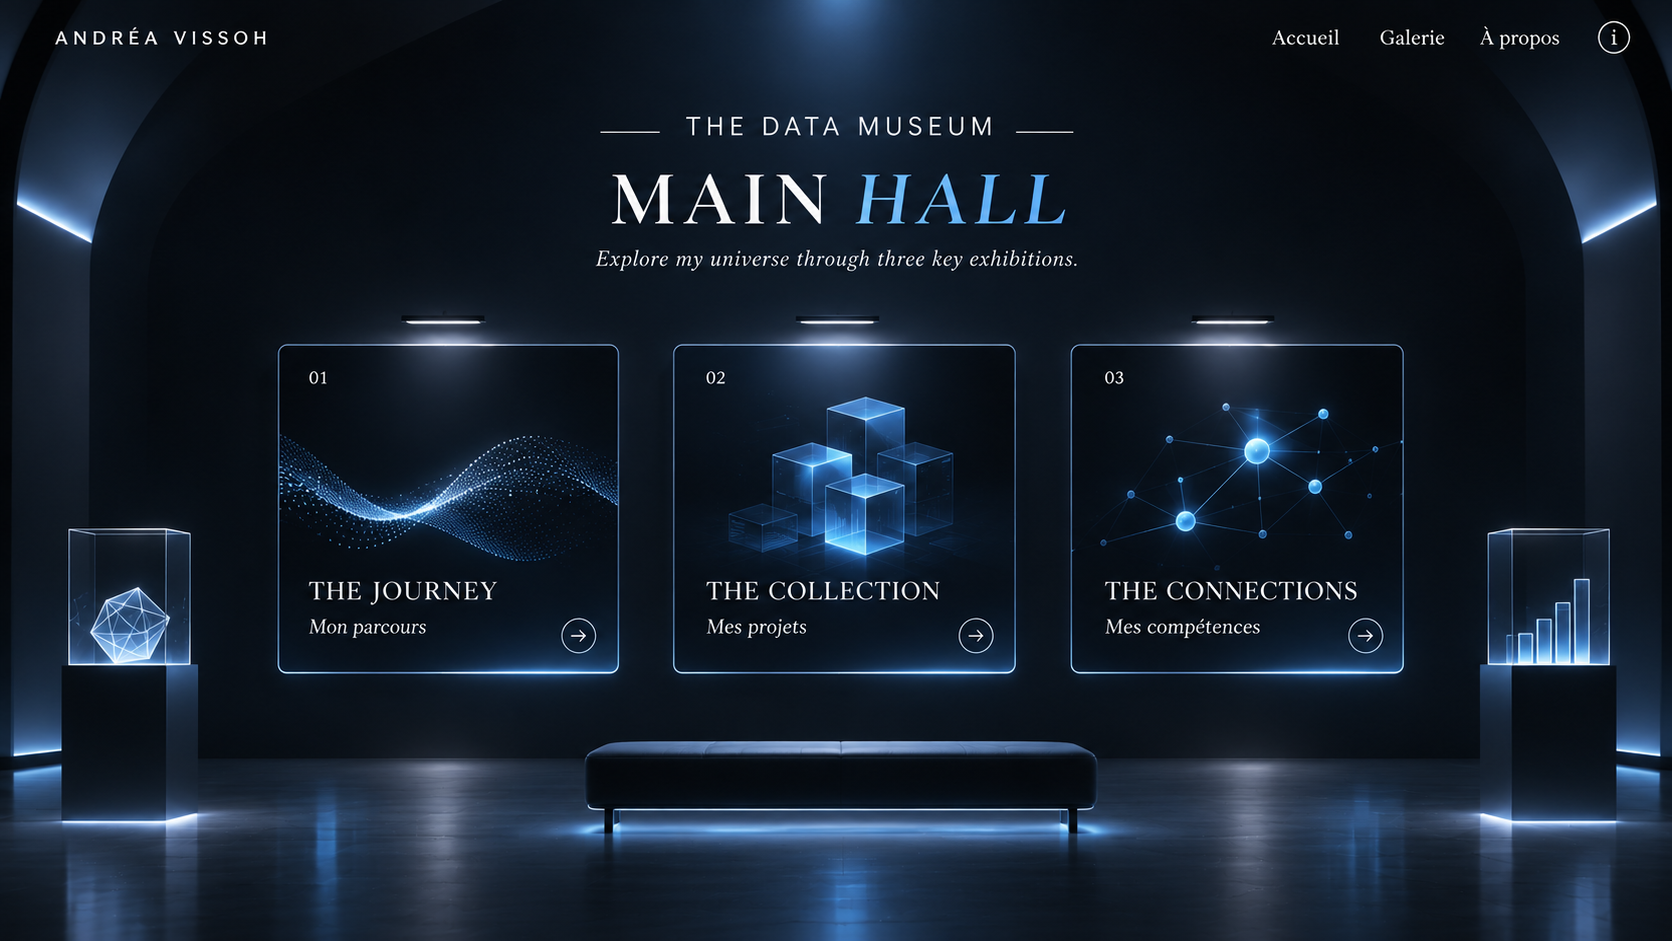 ANDRÉA VISSOH
Accueil Galerie À propos i
THE DATA MUSEUM
MAIN HALL
Explore my universe through three key exhibitions.
01
THE JOURNEY
Mon parcours
02
THE COLLECTION
Mes projets
03
THE CONNECTIONS
Mes compétences